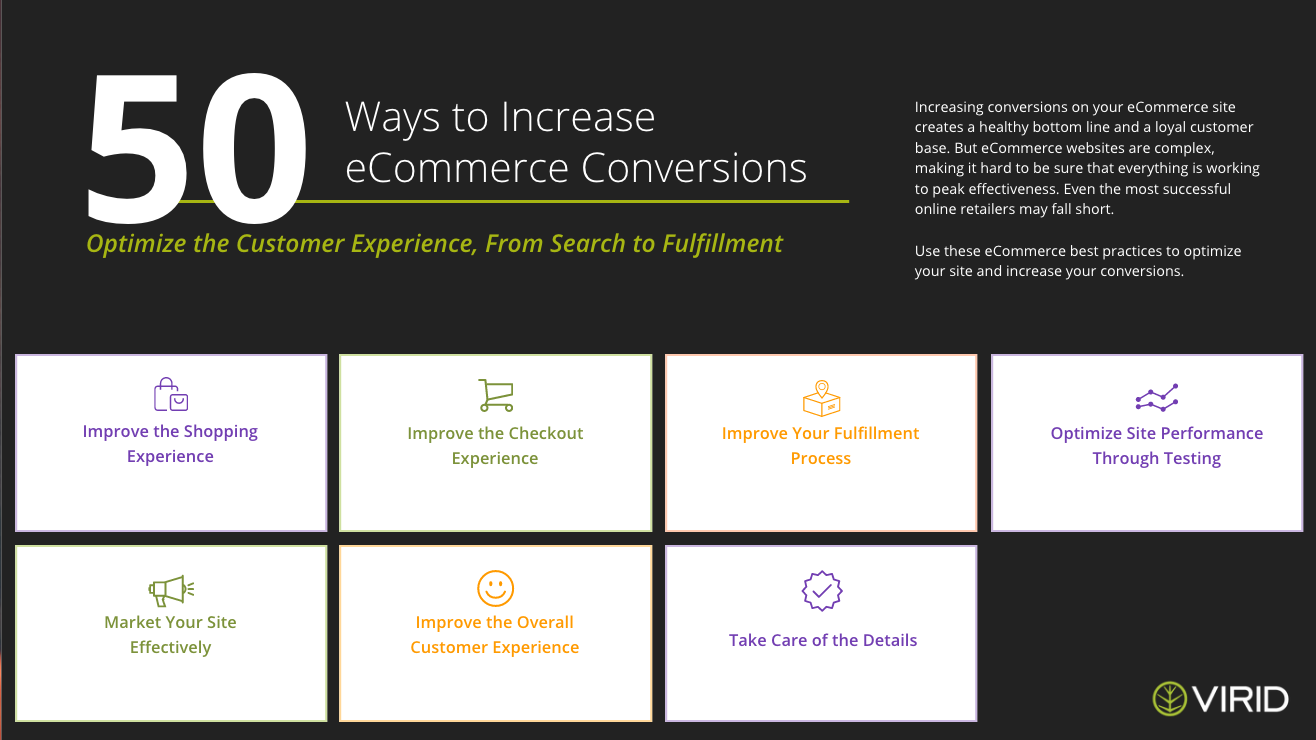 50
Ways to Increase
eCommerce Conversions
Optimize the Customer Experience, From Search to Fulfillment
Increasing conversions on your eCommerce site
creates a healthy bottom line and a loyal customer
base. But eCommerce websites are complex,
making it hard to be sure that everything is working
to peak effectiveness. Even the most successful
online retailers may fall short.
Use these eCommerce best practices to optimize
your site and increase your conversions.
Improve the Shopping
Experience
Improve the Checkout
Experience
Improve Your Fulfillment
Process
Optimize Site Performance
Through Testing
Market Your Site
Effectively
Improve the Overall
Customer Experience
Take Care of the Details
VIRID